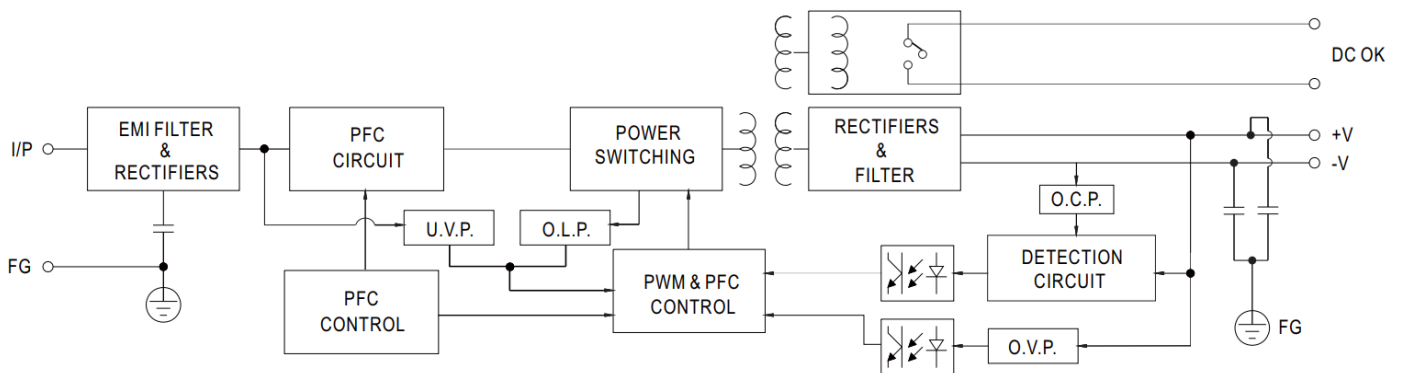 DC OK
I/P
EMI FILTER
&
RECTIFIERS
PFC
CIRCUIT
POWER
SWITCHING
RECTIFIERS
&
FILTER
+V
-V
U.V.P.
O.L.P.
O.C.P.
FG
PFC
CONTROL
PWM & PFC
CONTROL
DETECTION
CIRCUIT
O.V.P.
FG